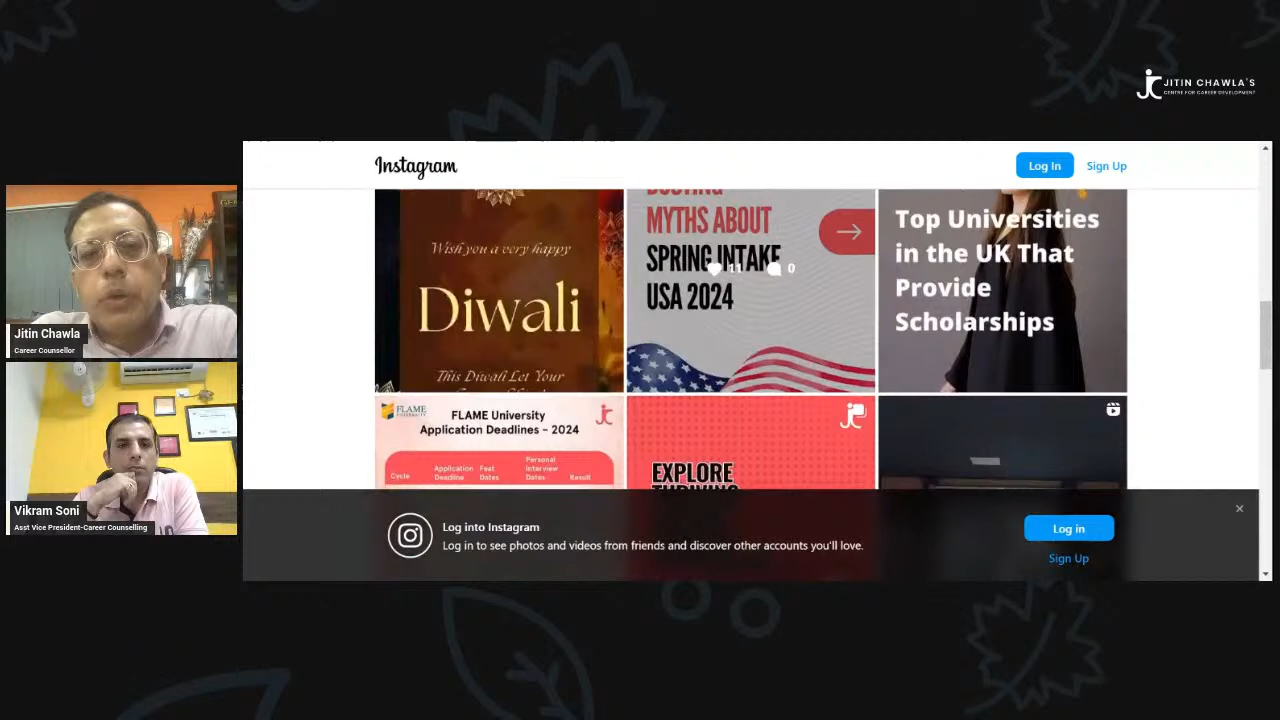 JITIN CHAWLA'S
CENTRE FOR CAREER DEVELOPMENT
Jitin Chawla
Career Counsellor
Vikram Soni
Asst Vice President-Career Counselling
Instagram
Log In
Sign Up
Wish you a very happy
Diwali
This Diwali Let Your
BUSTING
MYTHS ABOUT
SPRING INTAKE
USA 2024
11
0
Top Universities
in the UK That
Provide
Scholarships
FLAME
UNIVERSITY
FLAME University
Application Deadlines - 2024
Cycle
Application
Deadline
Feat
Dates
Personal
Interview
Dates
Result
EXPLORE
Log into Instagram
Log in to see photos and videos from friends and discover other accounts you'll love.
Log in
Sign Up